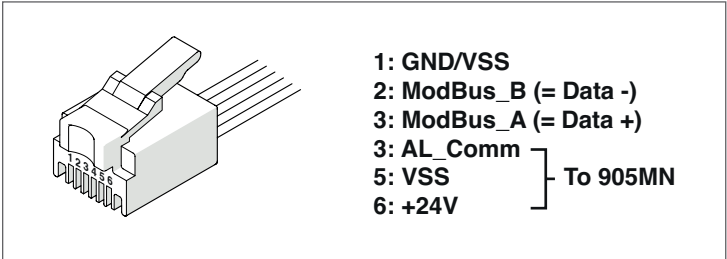 1 2 3 4 5 6
1: GND/VSS
2: ModBus_B (= Data -)
3: ModBus_A (= Data +)
3: AL_Comm
5: VSS To 905MN
6: +24V